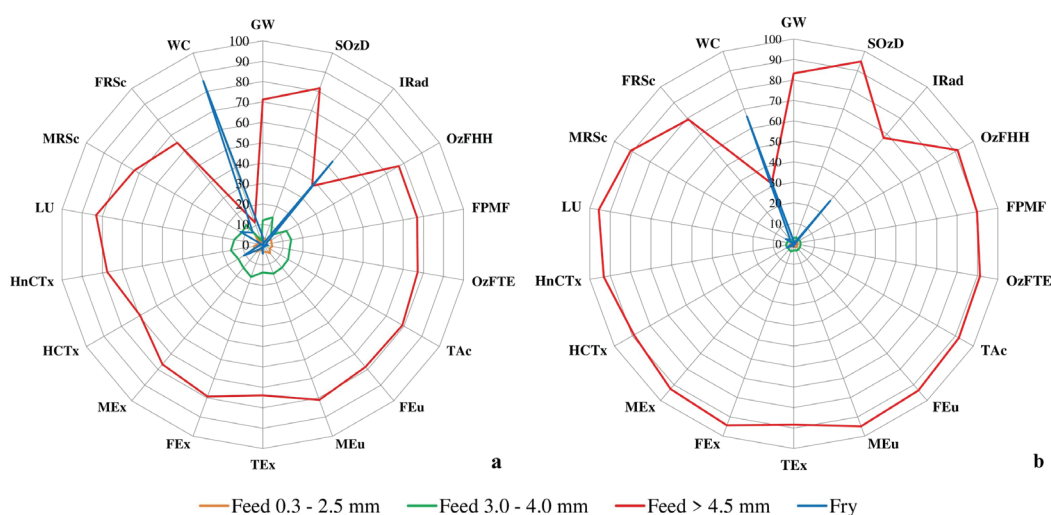 GW
SOzD
IRad
OzFHH
FPMF
OzFTE
TAc
FEu
MEu
TEx
FEx
MEx
HCTx
HnCTx
LU
MRSc
FRSc
WC
100
90
80
70
60
50
40
30
20
10
0
a
GW
SOzD
IRad
OzFHH
FPMF
OzFTE
TAc
FEu
MEu
TEx
FEx
MEx
HCTx
HnCTx
LU
MRSc
FRSc
WC
100
90
80
70
60
50
40
30
20
10
0
b
Feed 0.3 - 2.5 mm Feed 3.0 - 4.0 mm Feed > 4.5 mm Fry